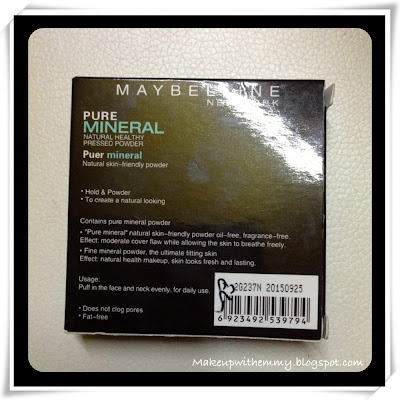 MAYBELLINE
NEW YORK
PURE
MINERAL
NATURAL HEALTHY
PRESSED POWDER
Puer mineral
Natural skin-friendly powder
• Hold & Powder
• To create a natural looking
Contains pure mineral powder
• "Pure mineral" natural skin-friendly powder oil-free, fragrance-free.
Effect: moderate cover flaw while allowing the skin to breathe freely.
• Fine mineral powder, the ultimate fitting skin
Effect: natural health makeup, skin looks fresh and lasting.
Usage:
Puff in the face and neck evenly, for daily use.
• Does not clog pores
• Fat-free
2G237N 20150925
6 923492 539794
Makeupwithemmy.blogspot.com